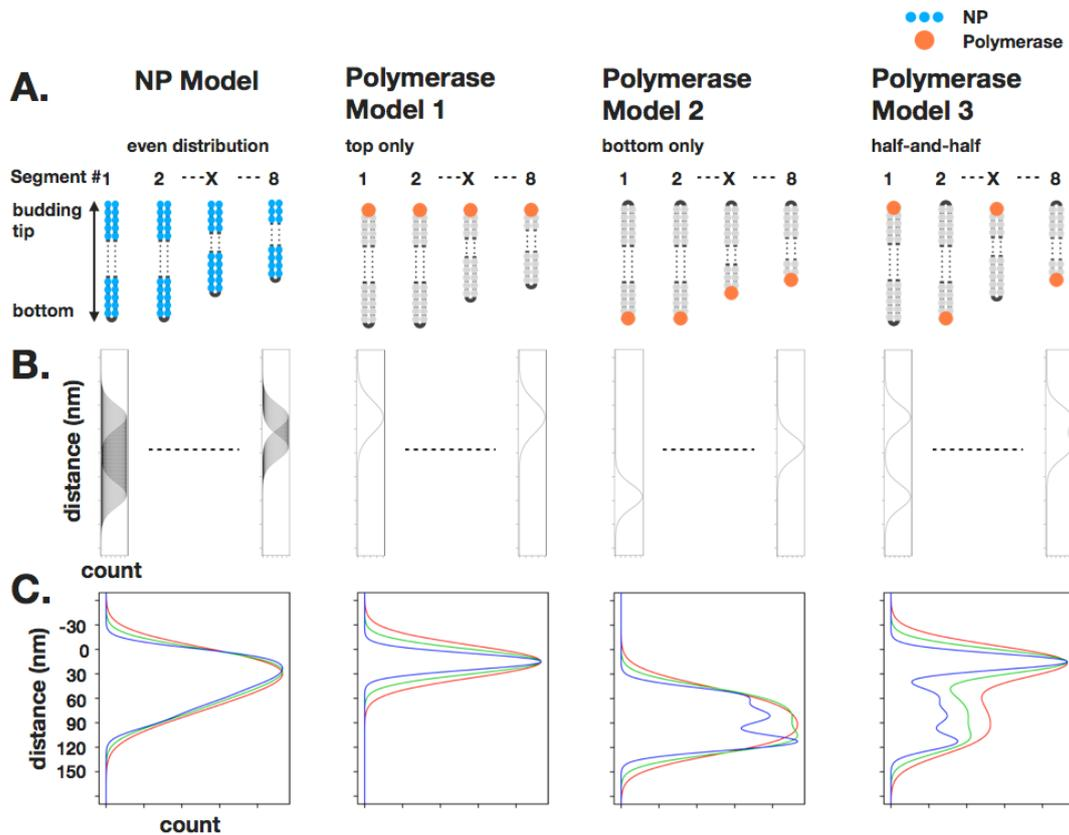 NP
Polymerase
A.
NP Model
Polymerase
Model 1
Polymerase
Model 2
Polymerase
Model 3
even distribution
top only
bottom only
half-and-half
Segment # 1 2 ---X --- 8
1 2 ---X --- 8
1 2 ---X --- 8
1 2 ---X --- 8
budding
tip
bottom
B.
distance (nm)
count
C.
distance (nm)
-30
0
30
60
90
120
150
count